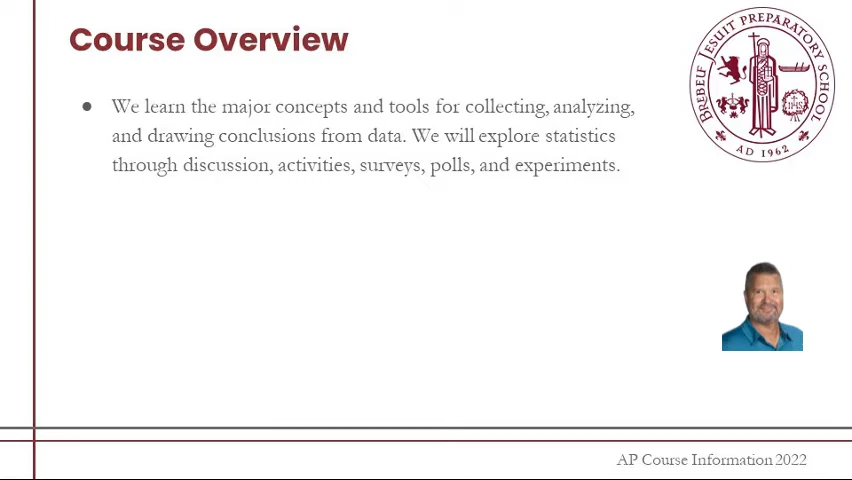 Course Overview
BREBEUF JESUIT PREPARATORY SCHOOL
IHS
AD 1962
● We learn the major concepts and tools for collecting, analyzing,
and drawing conclusions from data. We will explore statistics
through discussion, activities, surveys, polls, and experiments.
AP Course Information 2022